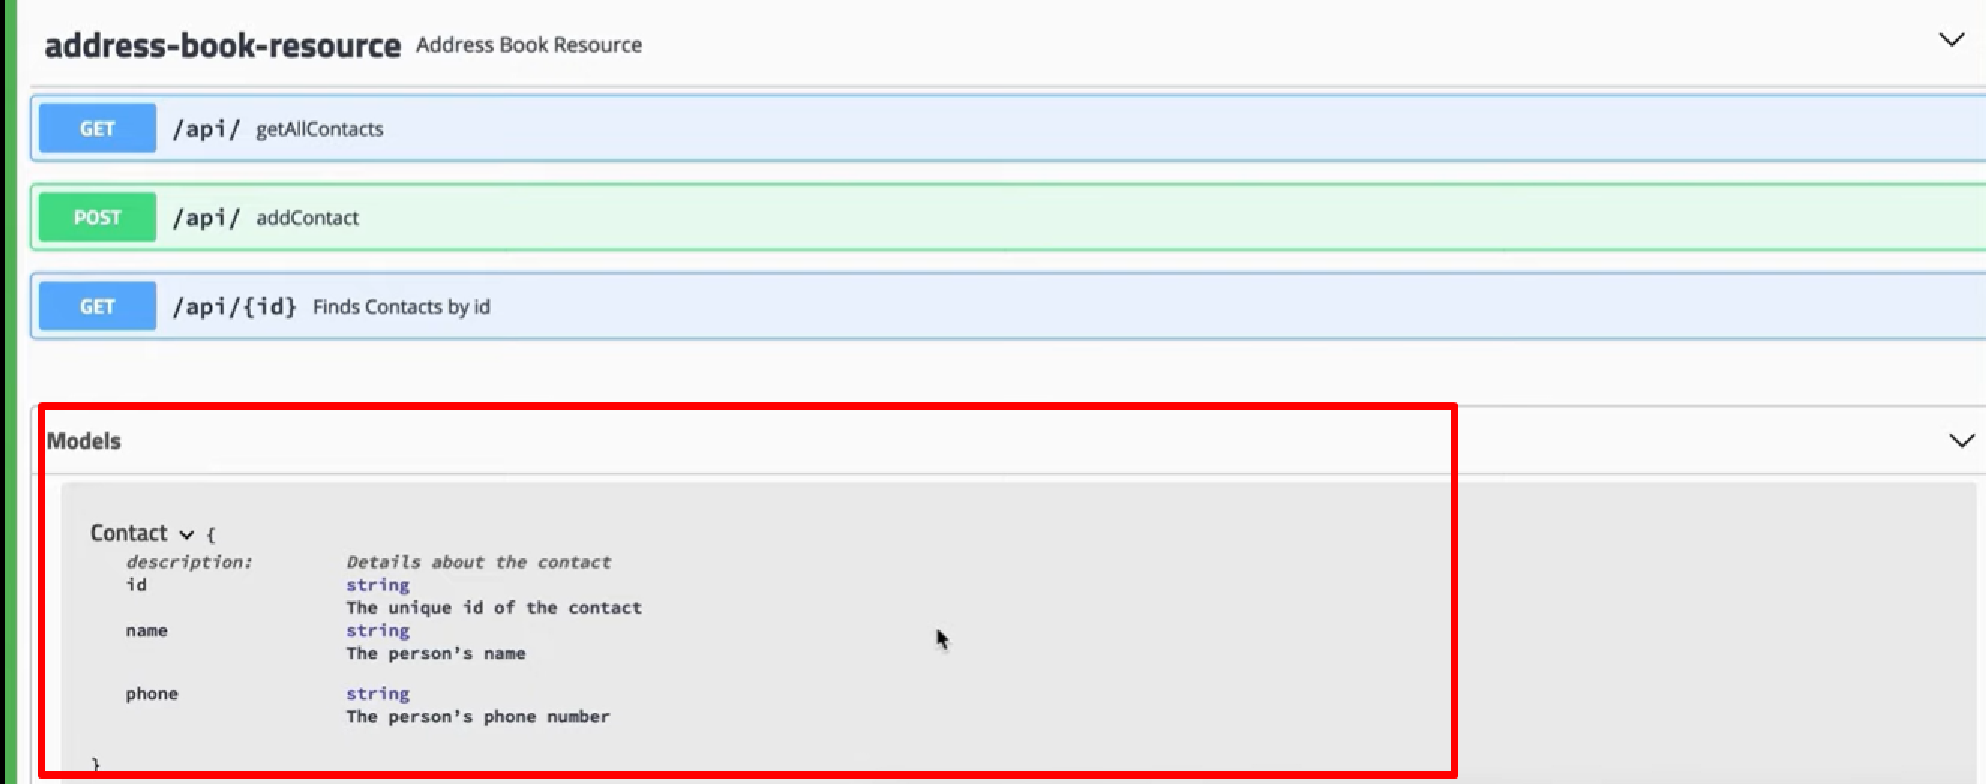 address-book-resource Address Book Resource
GET /api/ getAllContacts
POST /api/ addContact
GET /api/{id} Finds Contacts by id
Models
Contact {
description: Details about the contact
id string
The unique id of the contact
name string
The person's name
phone string
The person's phone number
}